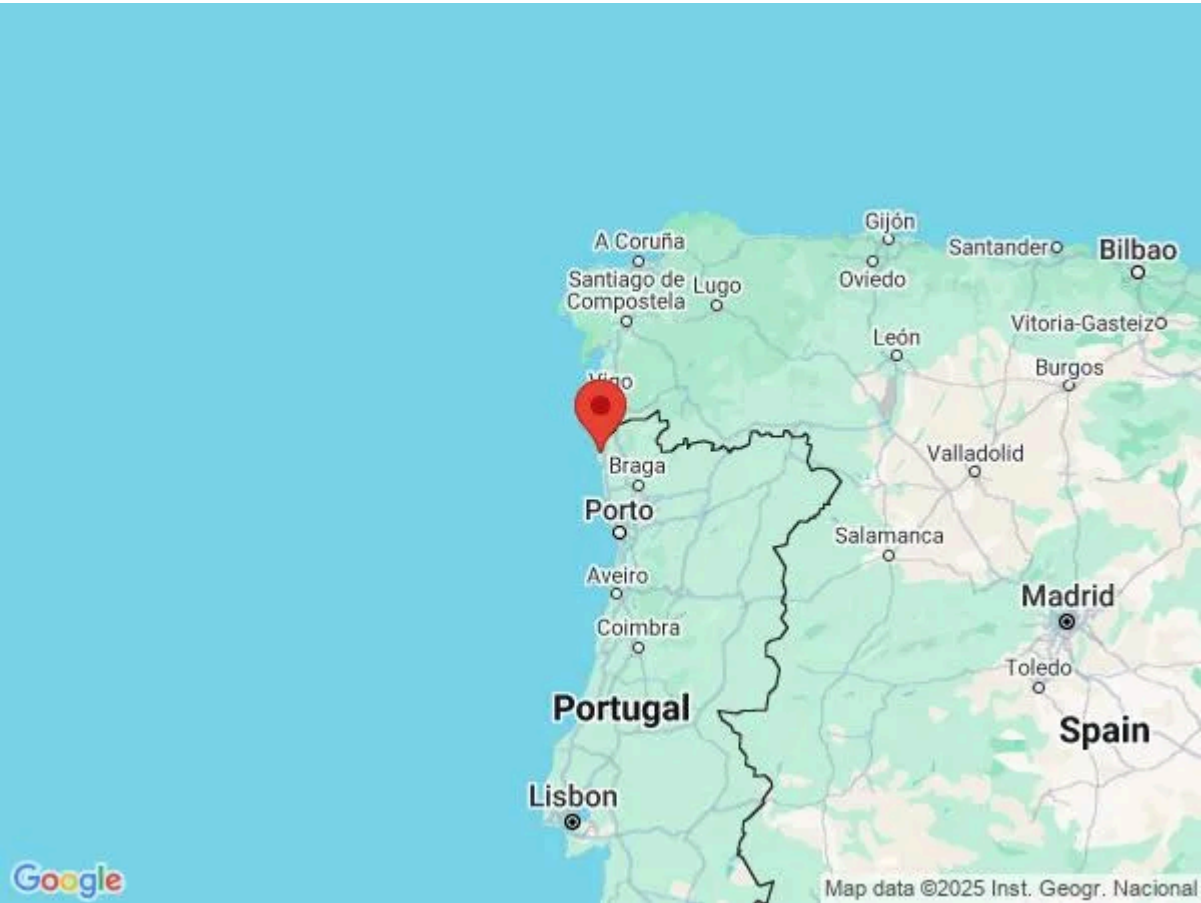 Gijón
A Coruña
Santander
Bilbao
Santiago de
Compostela
Lugo
Oviedo
Vitoria-Gasteiz
León
Burgos
Vigo
Valladolid
Braga
Porto
Salamanca
Aveiro
Madrid
Coimbra
Toledo
Portugal
Spain
Lisbon
Google
Map data ©2025 Inst. Geogr. Nacional